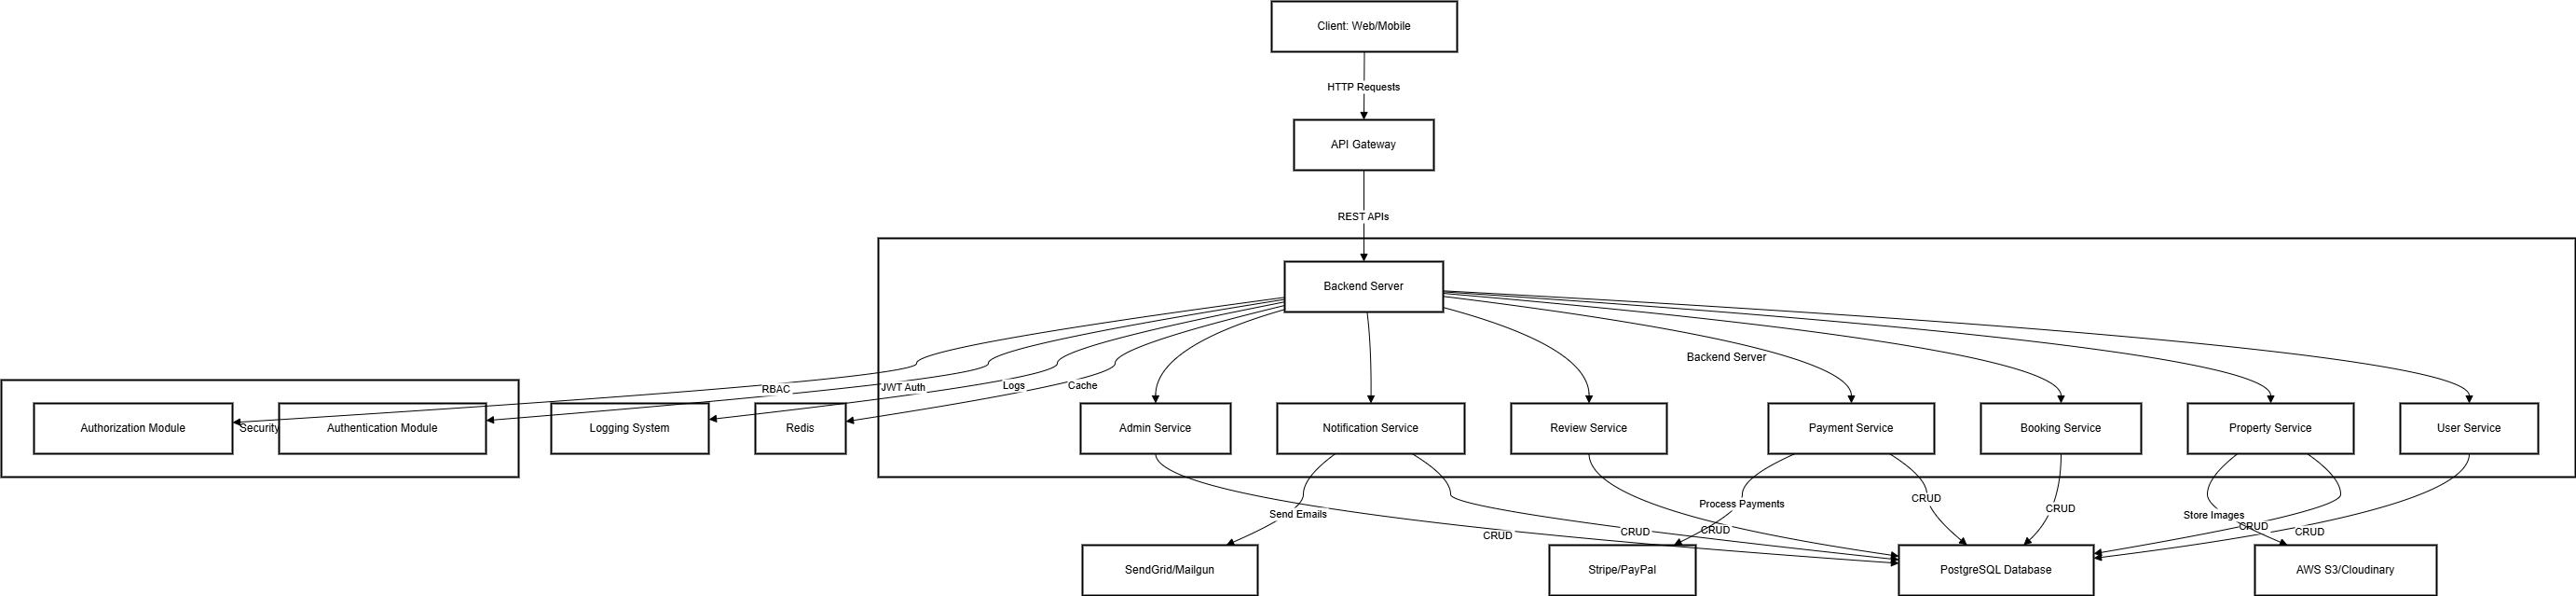 Client: Web/Mobile
HTTP Requests
API Gateway
REST APIs
Backend Server
Backend Server
RBAC
JWT Auth
Logs
Cache
Authorization Module
Security
Authentication Module
Logging System
Redis
Admin Service
Notification Service
Review Service
Payment Service
Booking Service
Property Service
User Service
Send Emails
CRUD
CRUD
Process Payments
CRUD
CRUD
CRUD
Store Images
CRUD
CRUD
SendGrid/Mailgun
Stripe/PayPal
PostgreSQL Database
AWS S3/Cloudinary